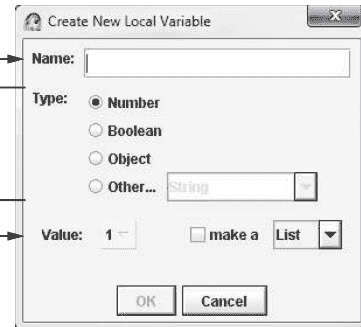 Create New Local Variable
Name:
Type: Number
Boolean
Object
Other... String
Value: 1 make a List
OK Cancel